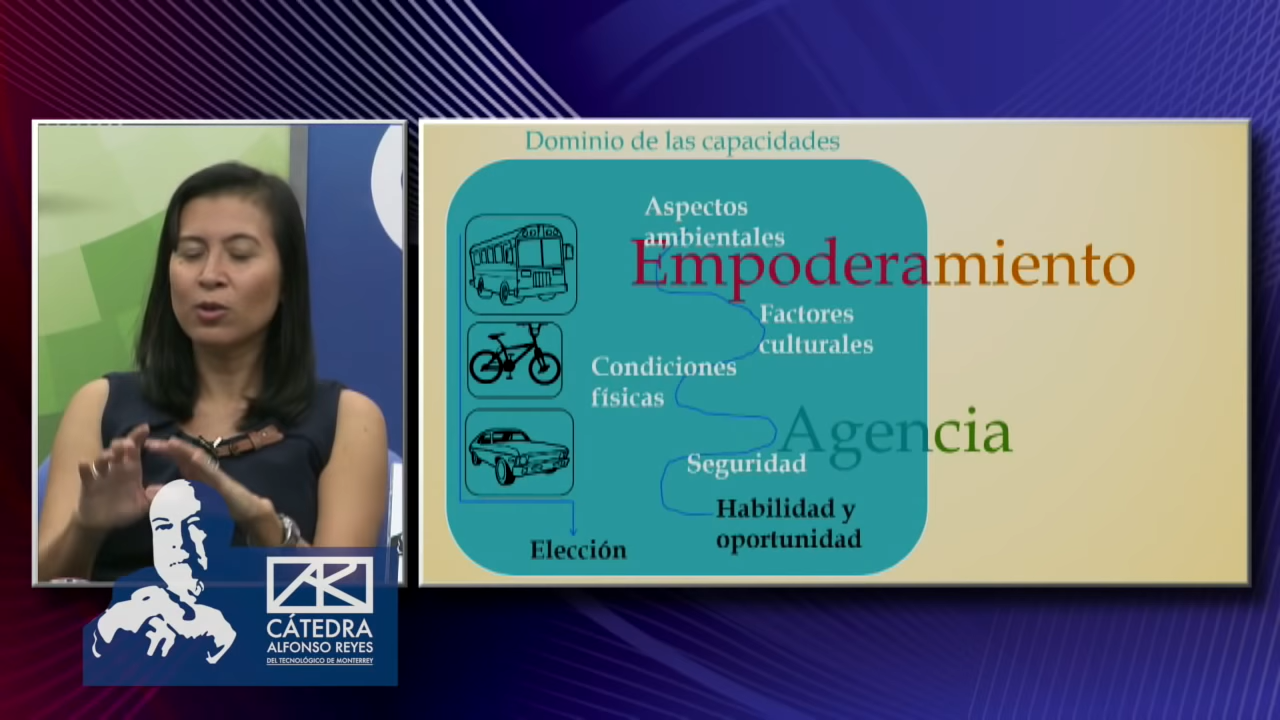 Dominio de las capacidades
Aspectos
ambientales
Empoderamiento
Factores
culturales
Condiciones
físicas
Agencia
Seguridad
Habilidad y
oportunidad
Elección
AR
CÁTEDRA
ALFONSO REYES
DEL TECNOLÓGICO DE MONTERREY